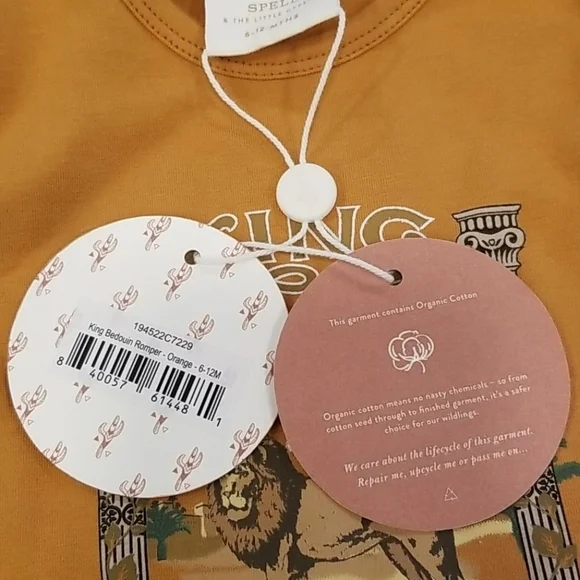 SPELL
& THE LITTLE GYPSY
6-12 MTHS
KING
194522C7229
King Bedouin Romper - Orange - 6-12M
8 40057 61448 1
This garment contains Organic Cotton
Organic cotton means no nasty chemicals – so from
cotton seed through to finished garment, it's a safer
choice for our wildlings.
We care about the lifecycle of this garment.
Repair me, upcycle me or pass me on...